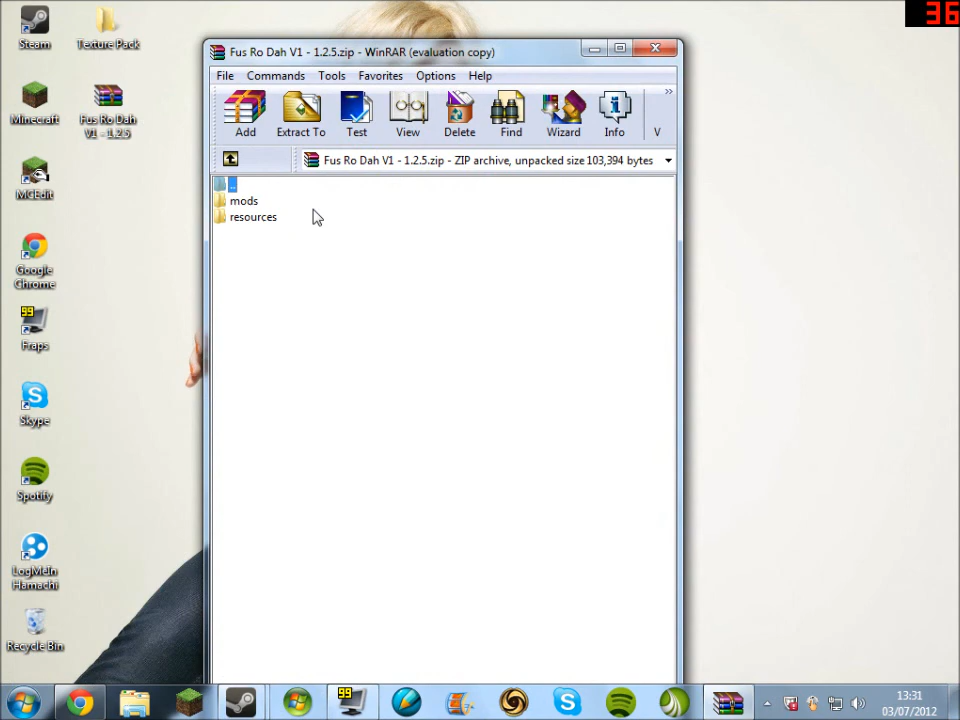 36
Steam
Texture Pack
Minecraft
Fus Ro Dah
V1 - 1.2.5
MCEdit
Google
Chrome
99
Fraps
Skype
Spotify
LogMeIn
Hamachi
Recycle Bin
Fus Ro Dah V1 - 1.2.5.zip - WinRAR (evaluation copy)
File Commands Tools Favorites Options Help
Add Extract To Test View Delete Find Wizard Info V
Fus Ro Dah V1 - 1.2.5.zip - ZIP archive, unpacked size 103,394 bytes
..
mods
resources
99
13:31
03/07/2012